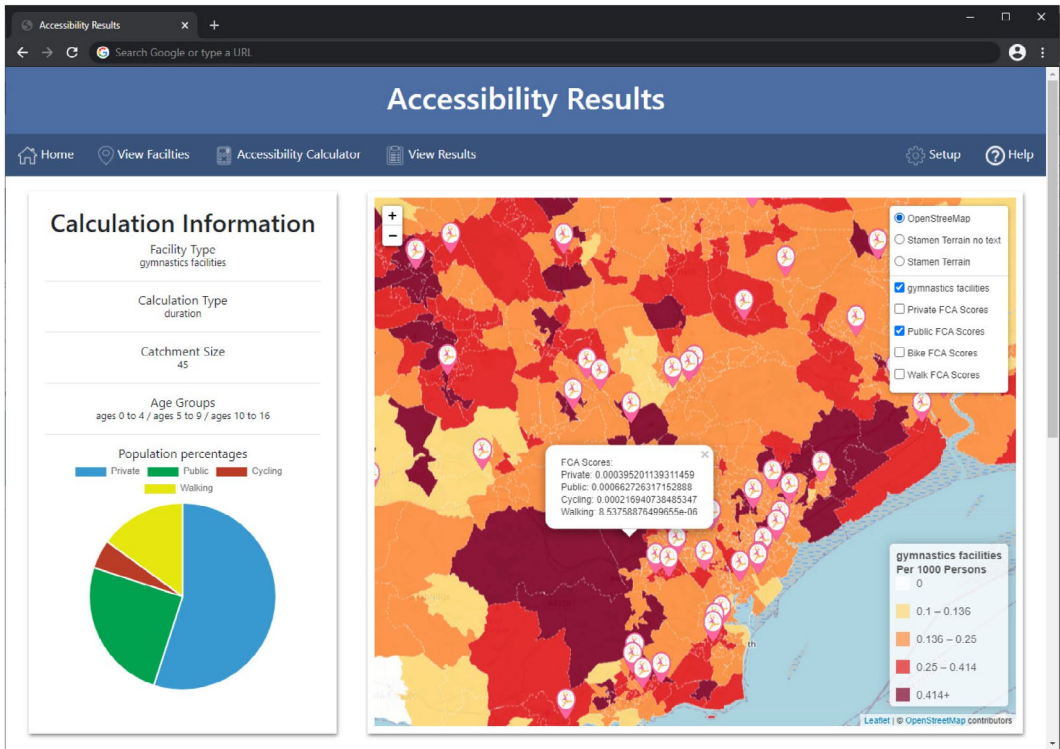 Accessibility Results
Search Google or type a URL
Accessibility Results
Home
View Facilties
Accessibility Calculator
View Results
Setup
Help
Calculation Information
Facility Type
gymnastics facilities
Calculation Type
duration
Catchment Size
45
Age Groups
ages 0 to 4 / ages 5 to 9 / ages 10 to 16
Population percentages
Private
Public
Cycling
Walking
+
−
OpenStreeMap
Stamen Terrain no text
Stamen Terrain
gymnastics facilities
Private FCA Scores
Public FCA Scores
Bike FCA Scores
Walk FCA Scores
FCA Scores:
Private: 0.000395201139311459
Public: 0.000662726317152888
Cycling: 0.000216940738485347
Walking: 8.53758876499655e-06
th
gymnastics facilities
Per 1000 Persons
0
0.1 – 0.136
0.136 – 0.25
0.25 – 0.414
0.414+
Leaflet | © OpenStreetMap contributors